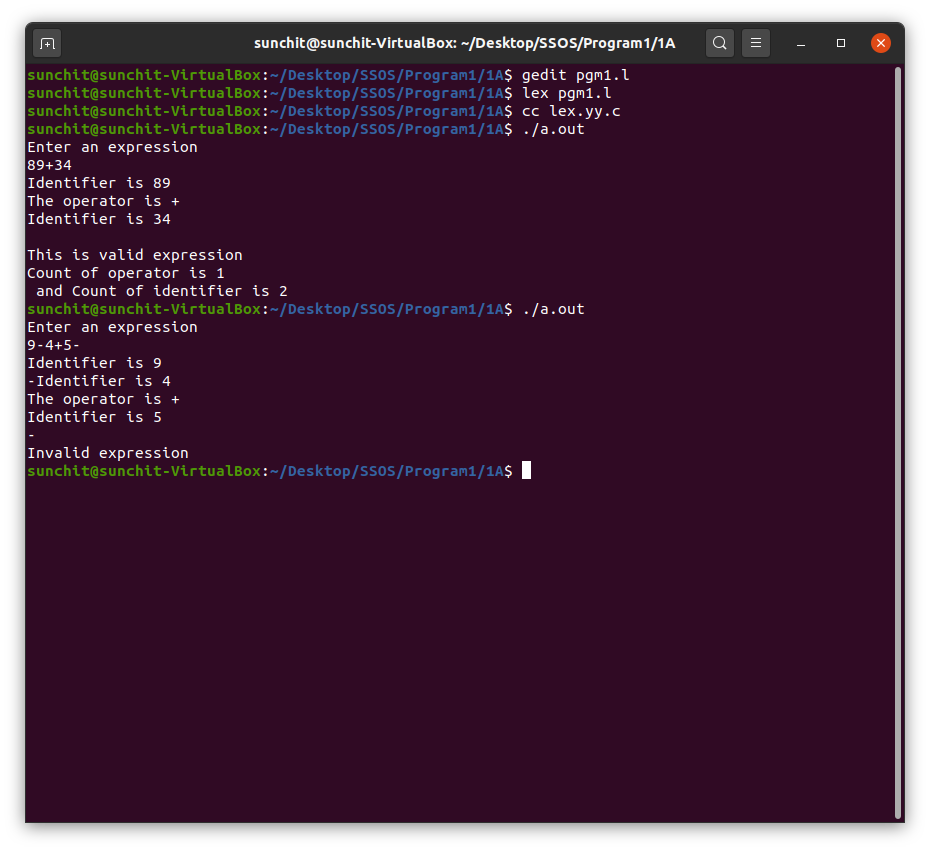 sunchit@sunchit-VirtualBox: ~/Desktop/SSOS/Program1/1A
sunchit@sunchit-VirtualBox:~/Desktop/SSOS/Program1/1A$ gedit pgm1.l
sunchit@sunchit-VirtualBox:~/Desktop/SSOS/Program1/1A$ lex pgm1.l
sunchit@sunchit-VirtualBox:~/Desktop/SSOS/Program1/1A$ cc lex.yy.c
sunchit@sunchit-VirtualBox:~/Desktop/SSOS/Program1/1A$ ./a.out
Enter an expression
89+34
Identifier is 89
The operator is +
Identifier is 34

This is valid expression
Count of operator is 1
 and Count of identifier is 2
sunchit@sunchit-VirtualBox:~/Desktop/SSOS/Program1/1A$ ./a.out
Enter an expression
9-4+5-
Identifier is 9
-Identifier is 4
The operator is +
Identifier is 5
-
Invalid expression
sunchit@sunchit-VirtualBox:~/Desktop/SSOS/Program1/1A$